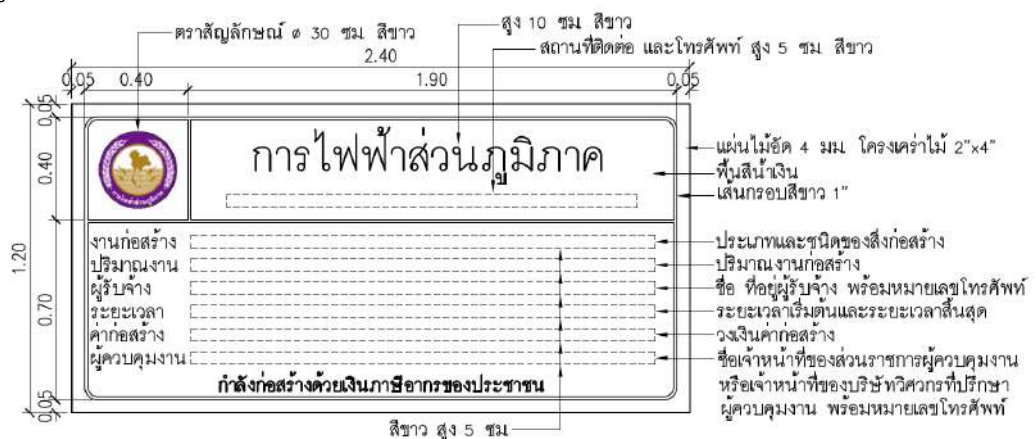 ตราสัญลักษณ์ ø 30 ซม. สีขาว
สูง 10 ซม. สีขาว
สถานที่ติดต่อ และโทรศัพท์ สูง 5 ซม. สีขาว
2.40
0.05 0.40 1.90 0.05
0.05
0.40
1.20
0.70
0.05
การไฟฟ้าส่วนภูมิภาค
แผ่นไม้อัด 4 มม. โครงเคร่าไม้ 2"x4"
พื้นสีน้ำเงิน
เส้นกรอบสีขาว 1"
งานก่อสร้าง ประเภทและชนิดของสิ่งก่อสร้าง
ปริมาณงาน ปริมาณงานก่อสร้าง
ผู้รับจ้าง ชื่อ ที่อยู่ผู้รับจ้าง พร้อมหมายเลขโทรศัพท์
ระยะเวลา ระยะเวลาเริ่มต้นและระยะเวลาสิ้นสุด
ค่าก่อสร้าง วงเงินค่าก่อสร้าง
ผู้ควบคุมงาน ชื่อเจ้าหน้าที่ของส่วนราชการผู้ควบคุมงาน
หรือเจ้าหน้าที่ของบริษัทวิศวกรที่ปรึกษา
ผู้ควบคุมงาน พร้อมหมายเลขโทรศัพท์
กำลังก่อสร้างด้วยเงินภาษีอากรของประชาชน
สีขาว สูง 5 ซม.